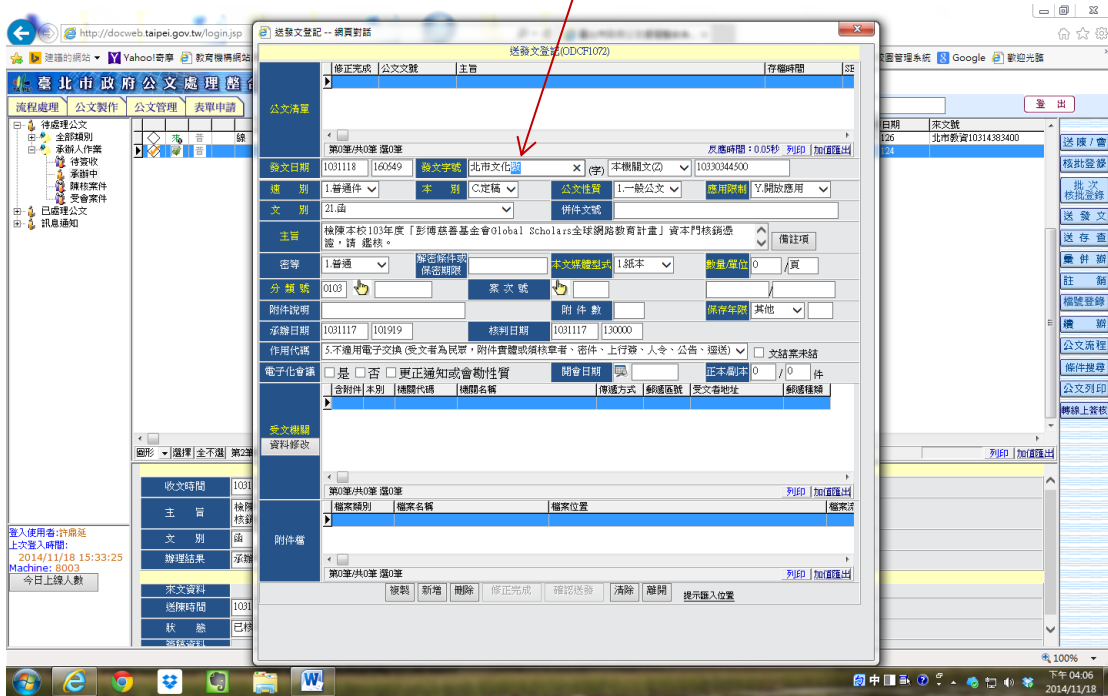 http://docweb.taipei.gov.tw/login.jsp
送發文登記 -- 網頁對話
建議的網站 Yahoo!奇摩 教育機構網站
園管理系統 Google 歡迎光臨
送發文登記(ODCF1072)
臺北市政府公文處理整合
登 出
流程處理 公文製作 公文管理 表單申請
待處理公文
全部類別
承辦人作業
待簽收
承辦中
陳核案件
受會案件
已處理公文
訊息通知
普 線
普
公文清單
修正完成 公文文號 主旨 存檔時間 SE
第0筆/共0筆 選0筆 反應時間：0.05秒 列印 加值匯出
日期 來文號
126 北市教資10314383400
124
發文日期 1031118 160549 發文字號 北市文化 (字) 本機關文(Z) 10330344500
速 別 1.普通件 本 別 C.定稿 公文性質 1.一般公文 應用限制 Y.開放應用
文 別 21.函 併件文號
主旨 檢陳本校103年度「彭博慈善基金會Global Scholars全球網路教育計畫」資本門核銷憑
證，請 鑑核。
備註項
密等 1.普通 解密條件或
保密期限
本文媒體型式 1.紙本 數量/單位 0 /頁
分 類 號 0103 案 次 號 /
附件說明 附 件 數 保存年限 其他
承辦日期 1031117 101919 核判日期 1031117 130000
作用代碼 5.不適用電子交換 (受文者為民眾，附件實體或須核章者、密件、上行簽、人令、公告、遞送) 文結案未結
電子化會議 是 否 更正通知或會勘性質 開會日期 正本/副本 0 / 0 件
受文機關
資料修改
含附件 本別 機關代碼 機關名稱 傳遞方式 郵遞區號 受文者地址 郵遞種類
第0筆/共0筆 選0筆 列印 加值匯出
附件檔
檔案類別 檔案名稱 檔案位置
第0筆/共0筆 選0筆 列印 加值匯出
複製 新增 刪除 修正完成 確認送發 清除 離開 提示匯入位置
送陳/會
核批登錄
批 次
核批登錄
送 發 文
送 存 查
彙 併 辦
註 銷
檔號登錄
續 辦
公文流程
條件搜尋
公文列印
轉線上簽核
圖形 選擇 全不選 第2筆
列印 加值匯出
收文時間 1031
主 旨 檢陳
核銷
文 別 函
辦理結果 承辦
來文資料
送陳時間 1031
狀 態 已核
登入使用者:許鼎延
上次登入時間:
2014/11/18 15:33:25
Machine: 8003
今日上線人數
100%
中
下午 04:06
2014/11/18